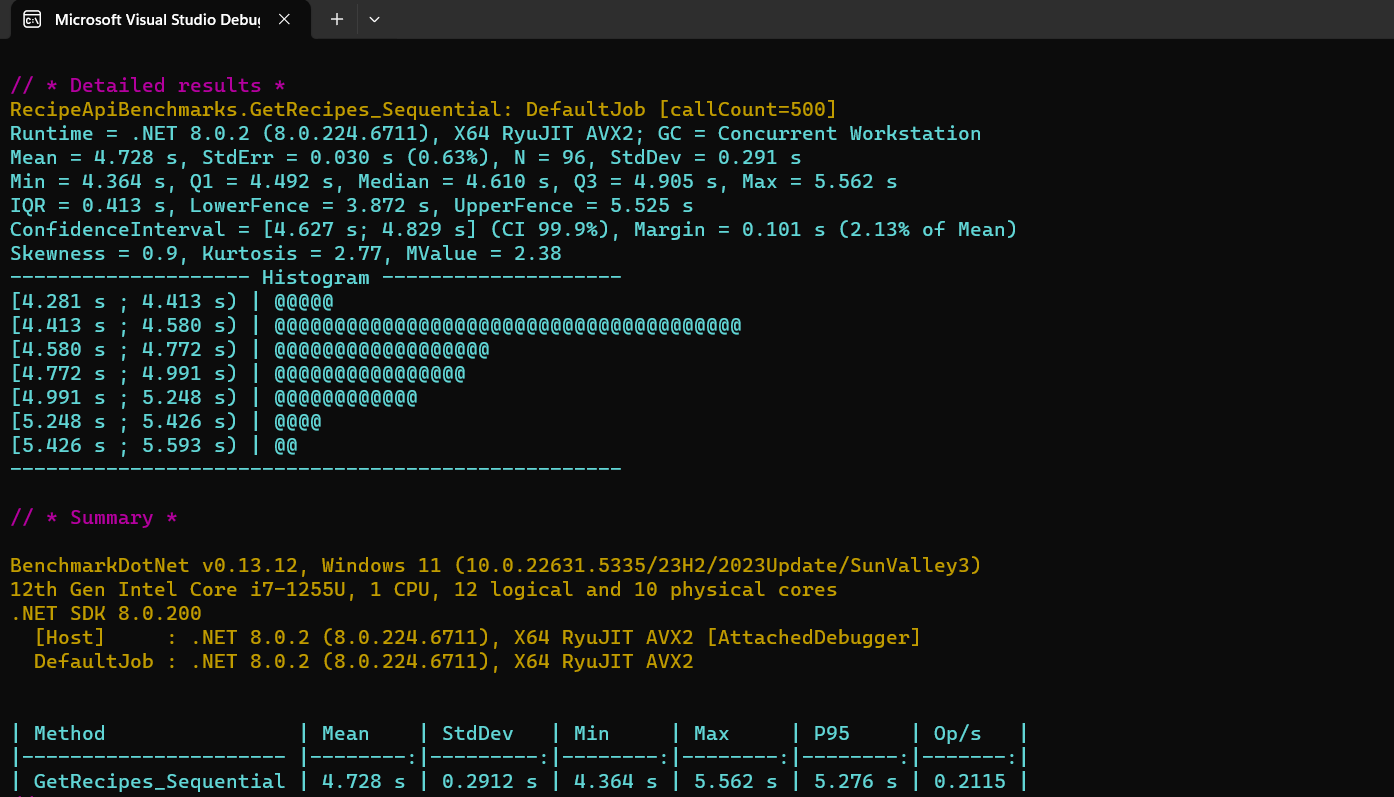 Microsoft Visual Studio Debug
// * Detailed results *
RecipeApiBenchmarks.GetRecipes_Sequential: DefaultJob [callCount=500]
Runtime = .NET 8.0.2 (8.0.224.6711), X64 RyuJIT AVX2; GC = Concurrent Workstation
Mean = 4.728 s, StdErr = 0.030 s (0.63%), N = 96, StdDev = 0.291 s
Min = 4.364 s, Q1 = 4.492 s, Median = 4.610 s, Q3 = 4.905 s, Max = 5.562 s
IQR = 0.413 s, LowerFence = 3.872 s, UpperFence = 5.525 s
ConfidenceInterval = [4.627 s; 4.829 s] (CI 99.9%), Margin = 0.101 s (2.13% of Mean)
Skewness = 0.9, Kurtosis = 2.77, MValue = 2.38
-------------------- Histogram --------------------
[4.281 s ; 4.413 s) | @@@@@
[4.413 s ; 4.580 s) | @@@@@@@@@@@@@@@@@@@@@@@@@@@@@@@@@@@@@@@
[4.580 s ; 4.772 s) | @@@@@@@@@@@@@@@@@@
[4.772 s ; 4.991 s) | @@@@@@@@@@@@@@@@
[4.991 s ; 5.248 s) | @@@@@@@@@@@@
[5.248 s ; 5.426 s) | @@@@
[5.426 s ; 5.593 s) | @@
---------------------------------------------------
// * Summary *
BenchmarkDotNet v0.13.12, Windows 11 (10.0.22631.5335/23H2/2023Update/SunValley3)
12th Gen Intel Core i7-1255U, 1 CPU, 12 logical and 10 physical cores
.NET SDK 8.0.200
  [Host]     : .NET 8.0.2 (8.0.224.6711), X64 RyuJIT AVX2 [AttachedDebugger]
  DefaultJob : .NET 8.0.2 (8.0.224.6711), X64 RyuJIT AVX2
| Method                | Mean    | StdDev   | Min     | Max     | P95     | Op/s   |
|---------------------- |--------:|---------:|--------:|--------:|--------:|-------:|
| GetRecipes_Sequential | 4.728 s | 0.2912 s | 4.364 s | 5.562 s | 5.276 s | 0.2115 |